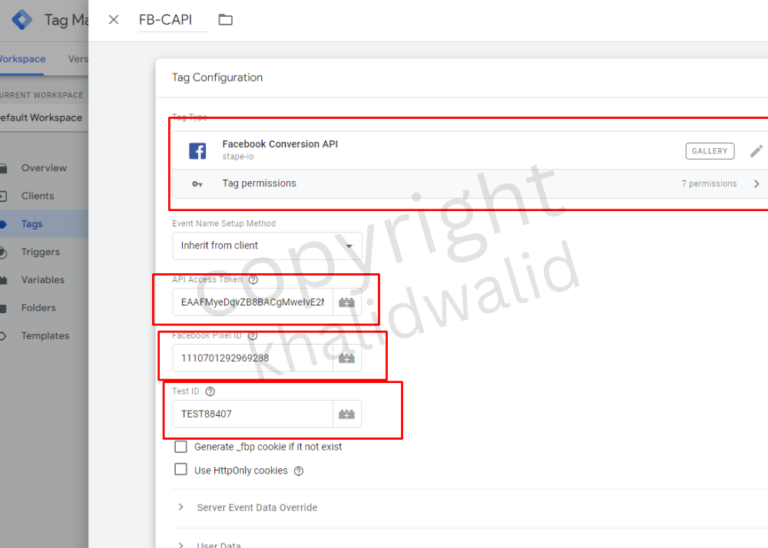 Tag Ma
FB-CAPI
Workspace
Vers
CURRENT WORKSPACE
Default Workspace
Tag Configuration
Tag Type
Facebook Conversion API
stape-io
GALLERY
Tag permissions
7 permissions
Overview
Clients
Tags
Triggers
Variables
Folders
Templates
Event Name Setup Method
Inherit from client
API Access Token
EAAFMyeDqvZB8BACgMweIvE2
Facebook Pixel ID
1110701292969288
Test ID
TEST88407
Generate _fbp cookie if it not exist
Use HttpOnly cookies
Server Event Data Override
User Data
copyright
khalidwalid